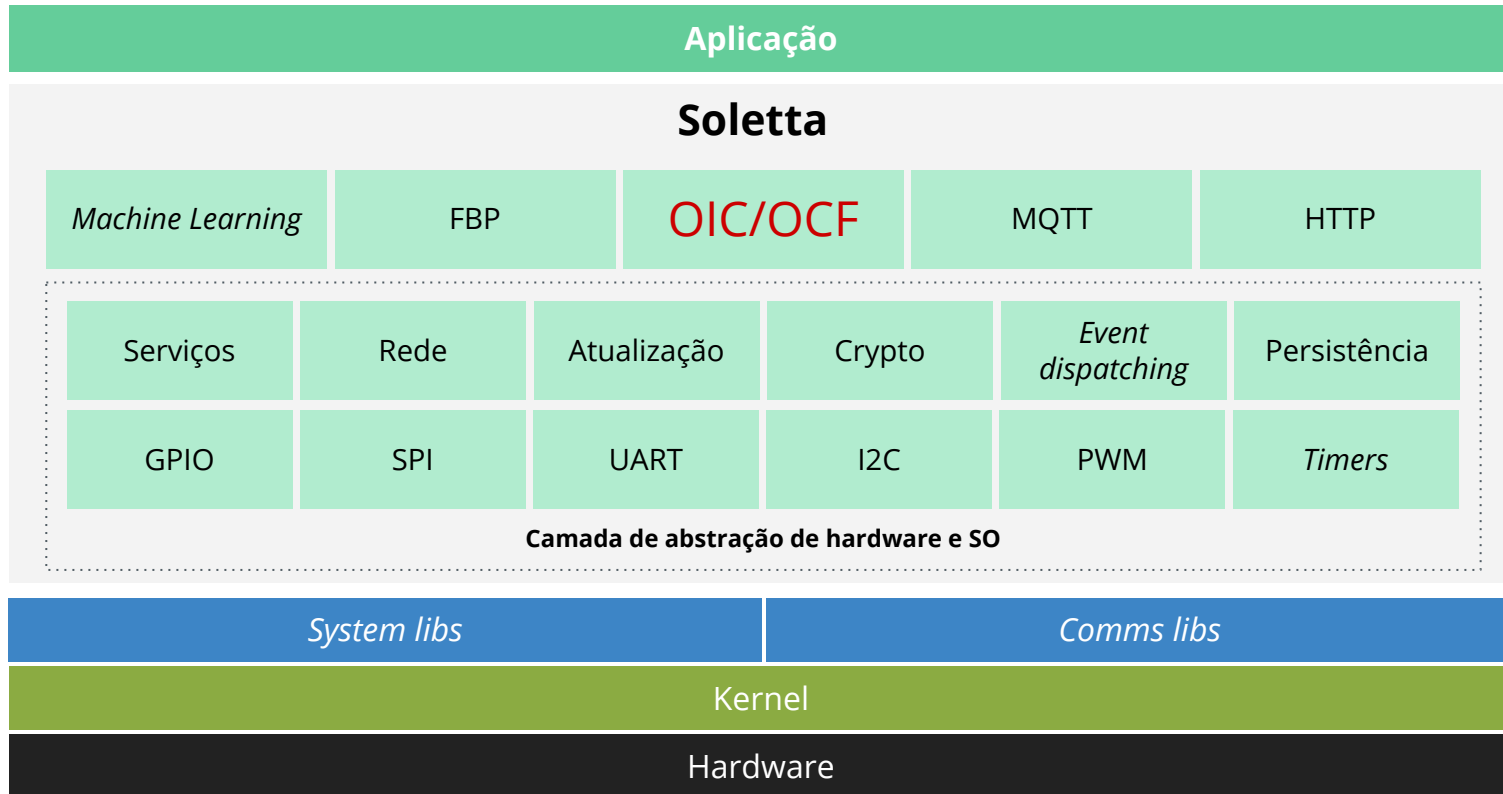 Aplicação
Soletta
Machine Learning
FBP
OIC/OCF
MQTT
HTTP
Serviços
Rede
Atualização
Crypto
Event
dispatching
Persistência
GPIO
SPI
UART
I2C
PWM
Timers
Camada de abstração de hardware e SO
System libs
Comms libs
Kernel
Hardware